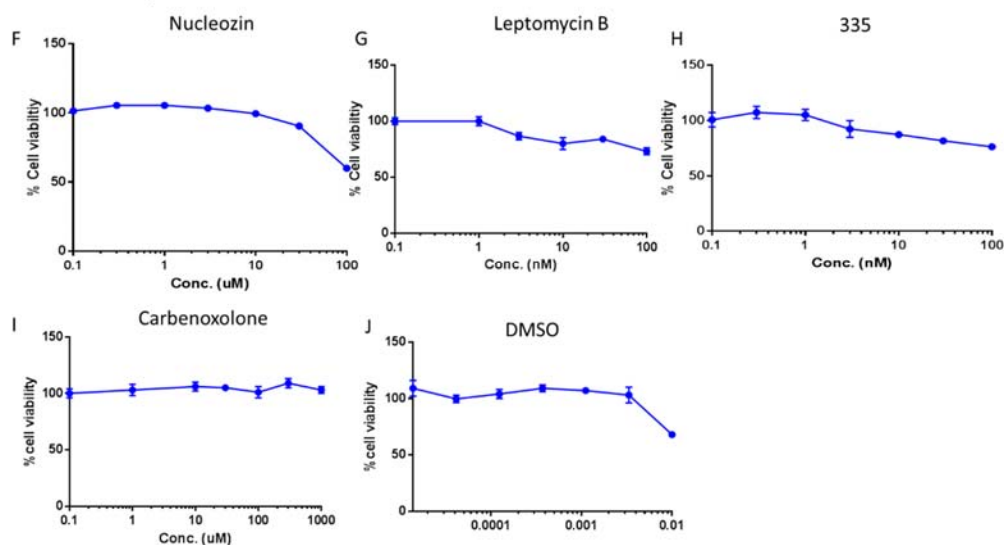 F Nucleozin
150
100
50
0
% Cell viabiltiy
0.1 1 10 100
Conc. (uM)
G Leptomycin B
150
100
50
0
% Cell viabiltiy
0.1 1 10 100
Conc. (nM)
H 335
150
100
50
0
% Cell viabiltiy
0.1 1 10 100
Conc. (nM)
I Carbenoxolone
150
100
50
0
% cell viability
0.1 1 10 100 1000
Conc. (uM)
J DMSO
150
100
50
0
% cell viability
0.0001 0.001 0.01